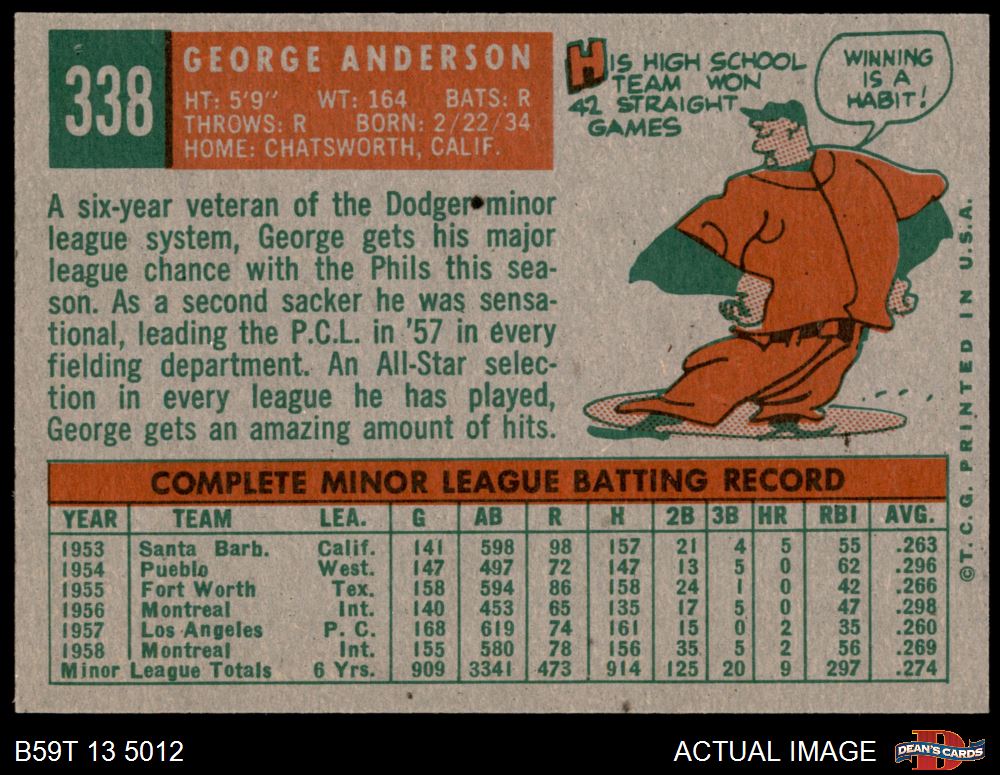 338
GEORGE ANDERSON
HT: 5'9" WT: 164 BATS: R
THROWS: R BORN: 2/22/34
HOME: CHATSWORTH, CALIF.
A six-year veteran of the Dodger minor
league system, George gets his major
league chance with the Phils this sea-
son. As a second sacker he was sensa-
tional, leading the P.C.L. in '57 in every
fielding department. An All-Star selec-
tion in every league he has played,
George gets an amazing amount of hits.
HIS HIGH SCHOOL
TEAM WON
42 STRAIGHT
GAMES
WINNING
IS A
HABIT!
©T. C. G. PRINTED IN U.S.A.
COMPLETE MINOR LEAGUE BATTING RECORD
YEAR TEAM LEA. G AB R H 2B 3B HR RBI AVG.
1953 Santa Barb. Calif. 141 598 98 157 21 4 5 55 .263
1954 Pueblo West. 147 497 72 147 13 5 0 62 .296
1955 Fort Worth Tex. 158 594 86 158 24 1 0 42 .266
1956 Montreal Int. 140 453 65 135 17 5 0 47 .298
1957 Los Angeles P. C. 168 619 74 161 15 0 2 35 .260
1958 Montreal Int. 155 580 78 156 35 5 2 56 .269
Minor League Totals 6 Yrs. 909 3341 473 914 125 20 9 297 .274
B59T 13 5012
ACTUAL IMAGE
D
DEAN'S CARDS